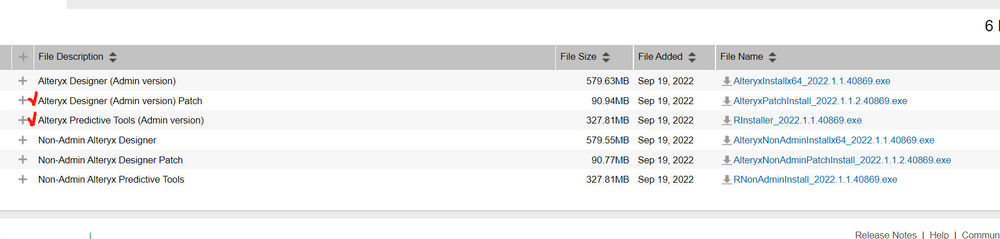 6
File Description File Size File Added File Name
Alteryx Designer (Admin version) 579.63MB Sep 19, 2022 AlteryxInstallx64_2022.1.1.40869.exe
Alteryx Designer (Admin version) Patch 90.94MB Sep 19, 2022 AlteryxPatchInstall_2022.1.1.2.40869.exe
Alteryx Predictive Tools (Admin version) 327.81MB Sep 19, 2022 RInstaller_2022.1.1.40869.exe
Non-Admin Alteryx Designer 579.55MB Sep 19, 2022 AlteryxNonAdminInstallx64_2022.1.1.40869.exe
Non-Admin Alteryx Designer Patch 90.77MB Sep 19, 2022 AlteryxNonAdminPatchInstall_2022.1.1.2.40869.exe
Non-Admin Alteryx Predictive Tools 327.81MB Sep 19, 2022 RNonAdminInstall_2022.1.1.40869.exe
Release Notes | Help | Commun